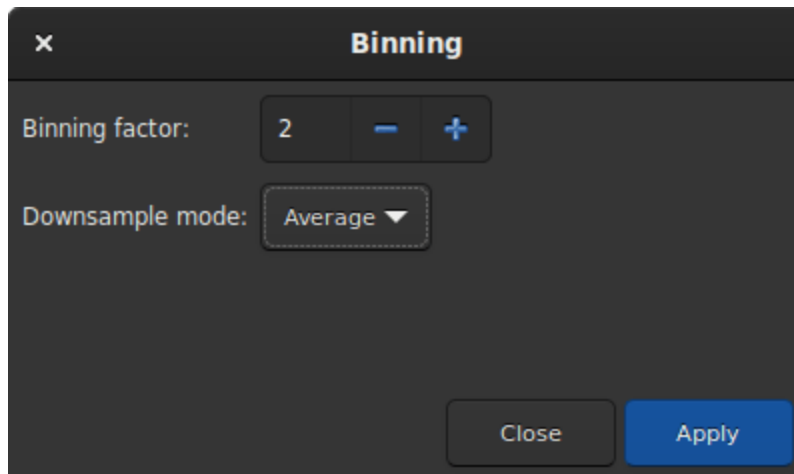 Binning
Binning factor: 2
Downsample mode: Average
Close Apply